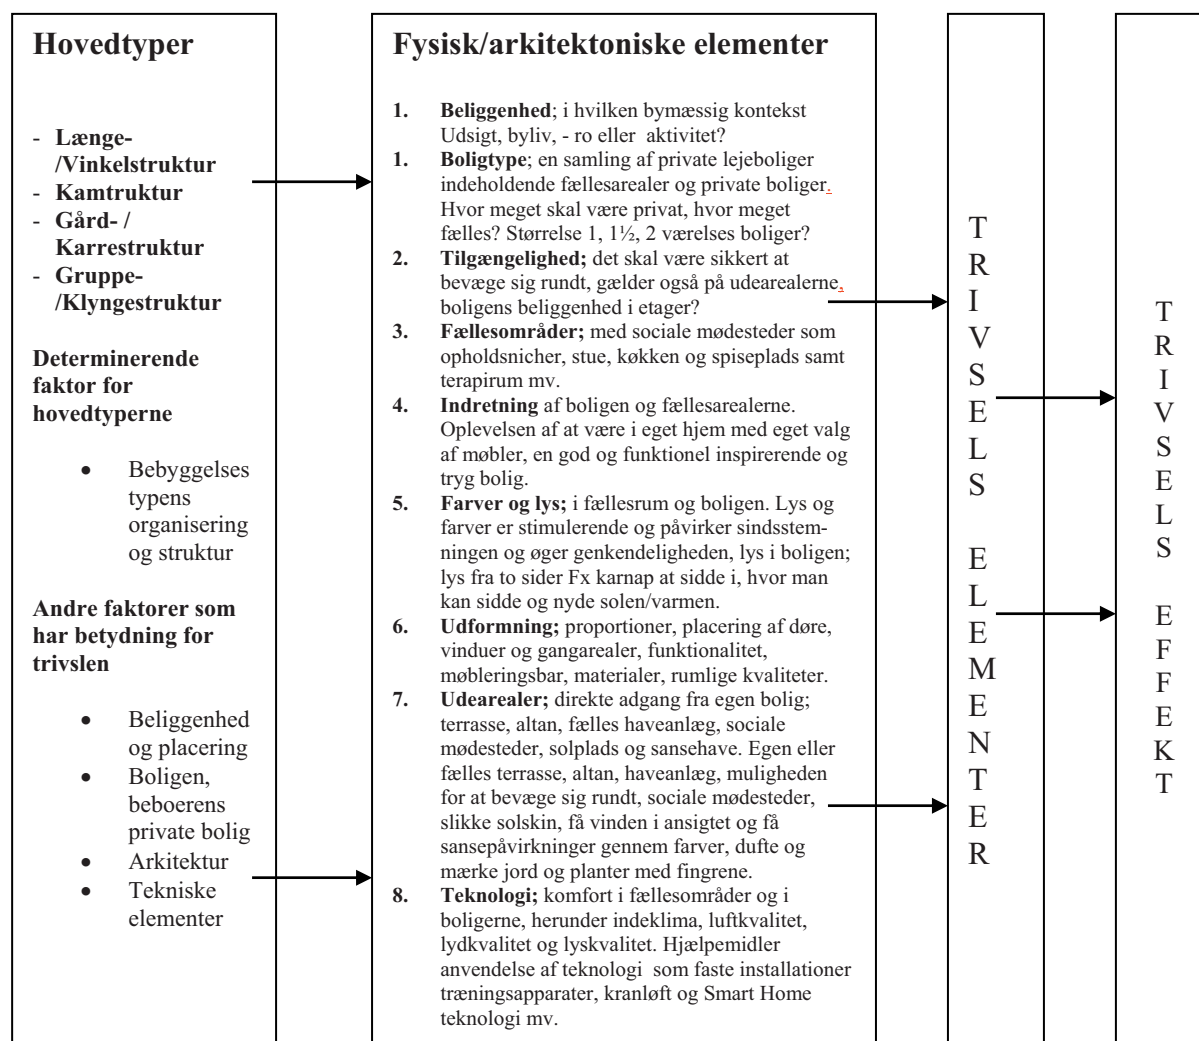 Hovedtyper
- Længe-
/Vinkelstruktur
- Kamtruktur
- Gård- /
Karrestruktur
- Gruppe-
/Klyngestruktur
Determinerende
faktor for
hovedtyperne
• Bebyggelses
typens
organisering
og struktur
Andre faktorer som
har betydning for
trivslen
• Beliggenhed
og placering
• Boligen,
beboerens
private bolig
• Arkitektur
• Tekniske
elementer
Fysisk/arkitektoniske elementer
1. Beliggenhed; i hvilken bymæssig kontekst
Udsigt, byliv, - ro eller aktivitet?
1. Boligtype; en samling af private lejeboliger
indeholdende fællesarealer og private boliger.
Hvor meget skal være privat, hvor meget
fælles? Størrelse 1, 1½, 2 værelses boliger?
2. Tilgængelighed; det skal være sikkert at
bevæge sig rundt, gælder også på udearealerne,
boligens beliggenhed i etager?
3. Fællesområder; med sociale mødesteder som
opholdsnicher, stue, køkken og spiseplads samt
terapirum mv.
4. Indretning af boligen og fællesarealerne.
Oplevelsen af at være i eget hjem med eget valg
af møbler, en god og funktionel inspirerende og
tryg bolig.
5. Farver og lys; i fællesrum og boligen. Lys og
farver er stimulerende og påvirker sindsstem-
ningen og øger genkendeligheden, lys i boligen;
lys fra to sider Fx karnap at sidde i, hvor man
kan sidde og nyde solen/varmen.
6. Udformning; proportioner, placering af døre,
vinduer og gangarealer, funktionalitet,
møbleringsbar, materialer, rumlige kvaliteter.
7. Udearealer; direkte adgang fra egen bolig;
terrasse, altan, fælles haveanlæg, sociale
mødesteder, solplads og sansehave. Egen eller
fælles terrasse, altan, haveanlæg, muligheden
for at bevæge sig rundt, sociale mødesteder,
slikke solskin, få vinden i ansigtet og få
sansepåvirkninger gennem farver, dufte og
mærke jord og planter med fingrene.
8. Teknologi; komfort i fællesområder og i
boligerne, herunder indeklima, luftkvalitet,
lydkvalitet og lyskvalitet. Hjælpemidler
anvendelse af teknologi som faste installationer
træningsapparater, kranløft og Smart Home
teknologi mv.
TRIVSELS ELEMENTER
TRIVSELS EFFEKT